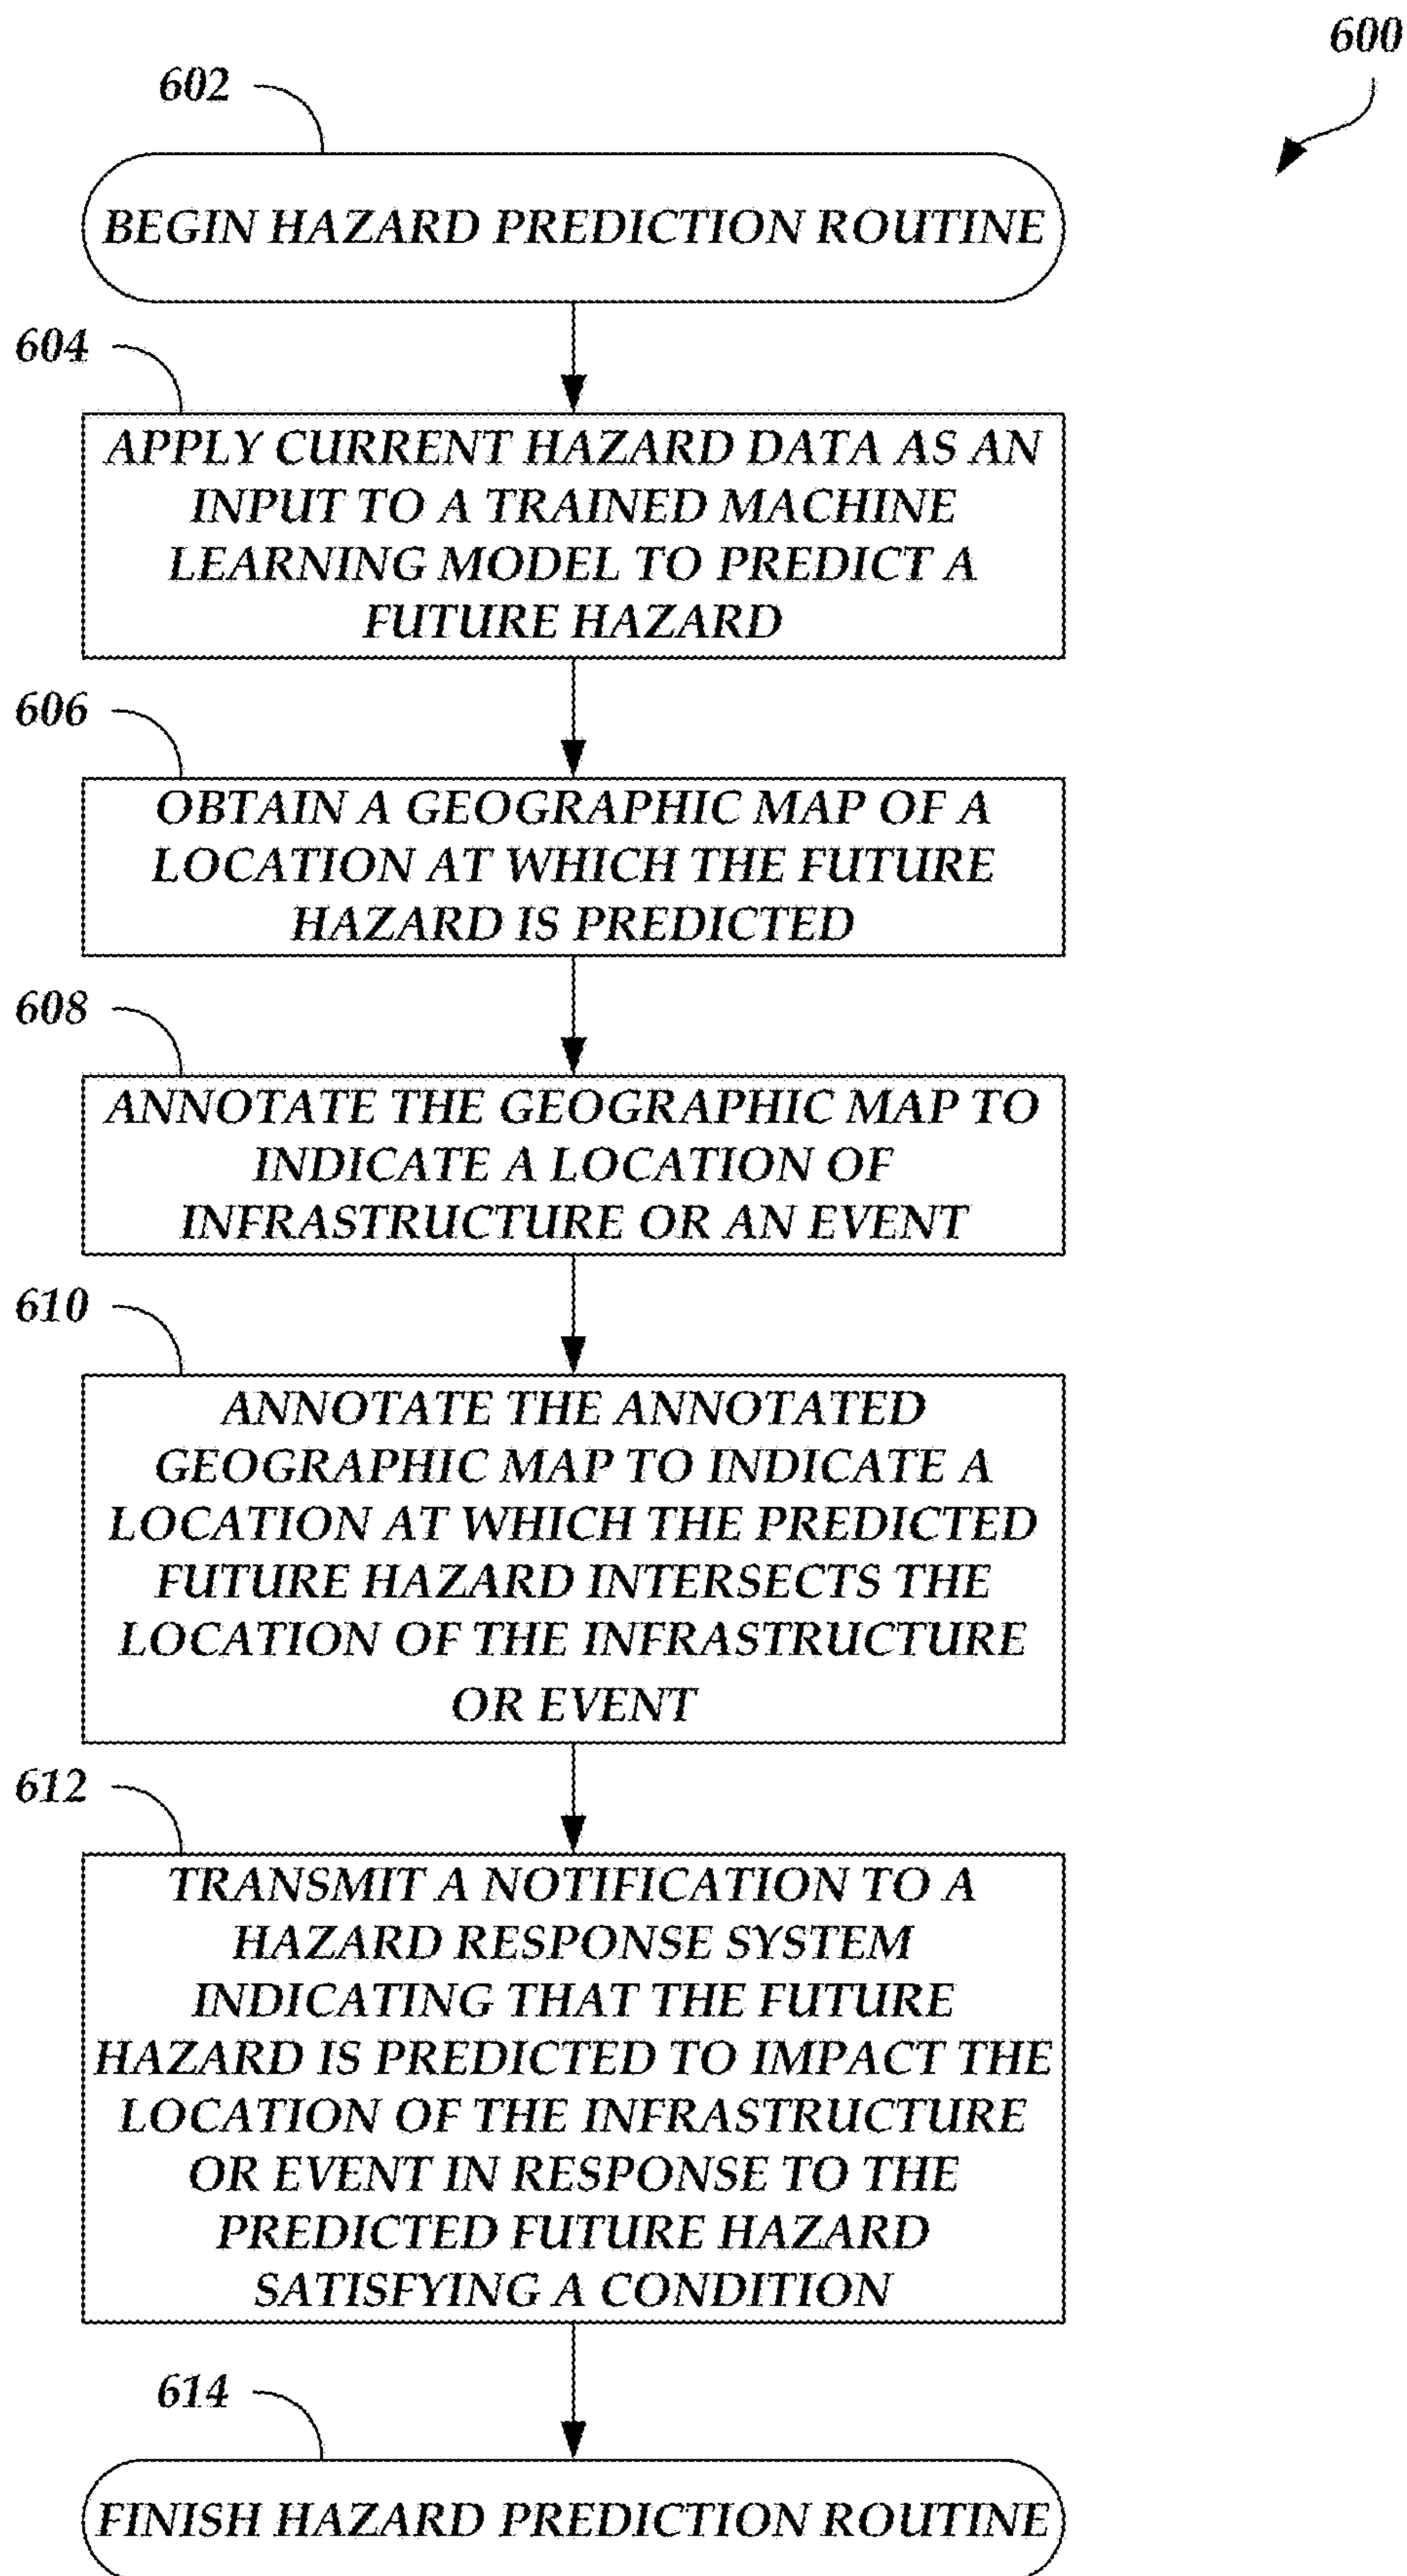 600
602
BEGIN HAZARD PREDICTION ROUTINE
604
APPLY CURRENT HAZARD DATA AS AN
INPUT TO A TRAINED MACHINE
LEARNING MODEL TO PREDICT A
FUTURE HAZARD
606
OBTAIN A GEOGRAPHIC MAP OF A
LOCATION AT WHICH THE FUTURE
HAZARD IS PREDICTED
608
ANNOTATE THE GEOGRAPHIC MAP TO
INDICATE A LOCATION OF
INFRASTRUCTURE OR AN EVENT
610
ANNOTATE THE ANNOTATED
GEOGRAPHIC MAP TO INDICATE A
LOCATION AT WHICH THE PREDICTED
FUTURE HAZARD INTERSECTS THE
LOCATION OF THE INFRASTRUCTURE
OR EVENT
612
TRANSMIT A NOTIFICATION TO A
HAZARD RESPONSE SYSTEM
INDICATING THAT THE FUTURE
HAZARD IS PREDICTED TO IMPACT THE
LOCATION OF THE INFRASTRUCTURE
OR EVENT IN RESPONSE TO THE
PREDICTED FUTURE HAZARD
SATISFYING A CONDITION
614
FINISH HAZARD PREDICTION ROUTINE